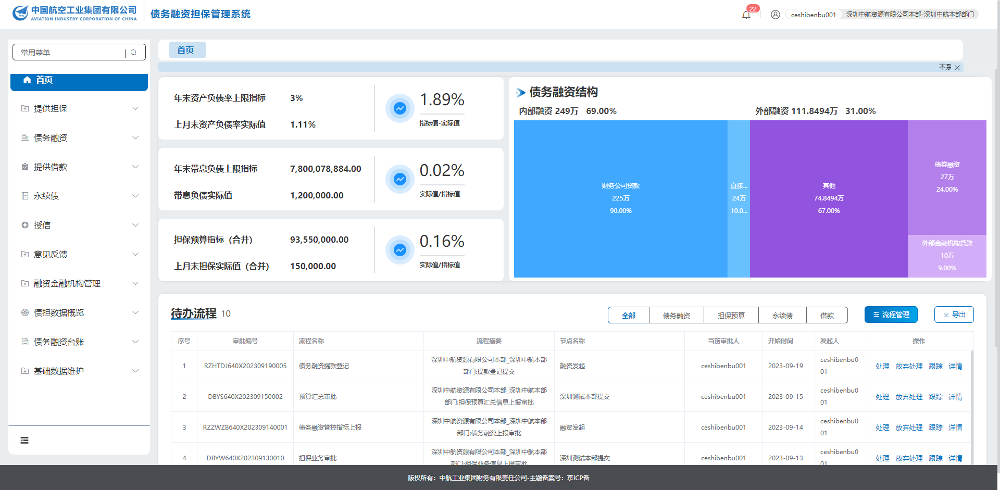 中国航空工业集团有限公司
AVIATION INDUSTRY CORPORATION OF CHINA
债务融资担保管理系统
22
ceshibenbu001
深圳中航资源有限公司本部-深圳中航本部部门
常用菜单
首页
提供担保
债务融资
提供借款
永续债
授信
意见反馈
融资金融机构管理
债担数据概览
债务融资台账
基础数据维护
首页
本系
年末资产负债率上限指标 3%
上月末资产负债率实际值 1.11%
1.89%
指标值-实际值
年末带息负债上限指标 7,800,078,884.00
带息负债实际值 1,200,000.00
0.02%
实际值/指标值
担保预算指标（合并） 93,550,000.00
上月末担保实际值（合并） 150,000.00
0.16%
实际值/指标值
债务融资结构
内部融资 249万 69.00%
外部融资 111.8494万 31.00%
财务公司贷款
225万
90.00%
直接...
24万
10.0...
其他
74.8494万
67.00%
债券融资
27万
24.00%
外部金融机构贷款
10万
9.00%
待办流程 10
全部 债务融资 担保预算 永续债 借款
流程管理
导出
序号 审批编号 流程名称 流程摘要 节点名称 当前审批人 开始时间 发起人 操作
1 RZHTDJ640X202309190005 债务融资提款登记 深圳中航资源有限公司本部_深圳中航本部 融资发起 ceshibenbu001 2023-09-19 ceshibenbu0 处理 放弃处理 跟踪 详情
部门:提款登记提交 01
2 DBYS640X202309150002 预算汇总审批 深圳中航资源有限公司本部_深圳中航本部 深圳测试本部提交 ceshibenbu001 2023-09-15 ceshibenbu0 处理 放弃处理 跟踪 详情
部门:担保预算汇总信息上报审批 01
3 RZZWZB640X202309140001 债务融资管控指标上报 深圳中航资源有限公司本部_深圳中航本部 融资发起 ceshibenbu001 2023-09-14 ceshibenbu0 处理 放弃处理 跟踪 详情
部门:债务融资上报审批 01
4 DBYW640X202309130010 担保业务审批 深圳中航资源有限公司本部_深圳中航本部 深圳测试本部提交 ceshibenbu001 2023-09-13 ceshibenbu0 处理 放弃处理 跟踪 详情
部门:担保业务信息上报审批 01
版权所有：中航工业集团财务有限责任公司-主题备案号：京ICP备